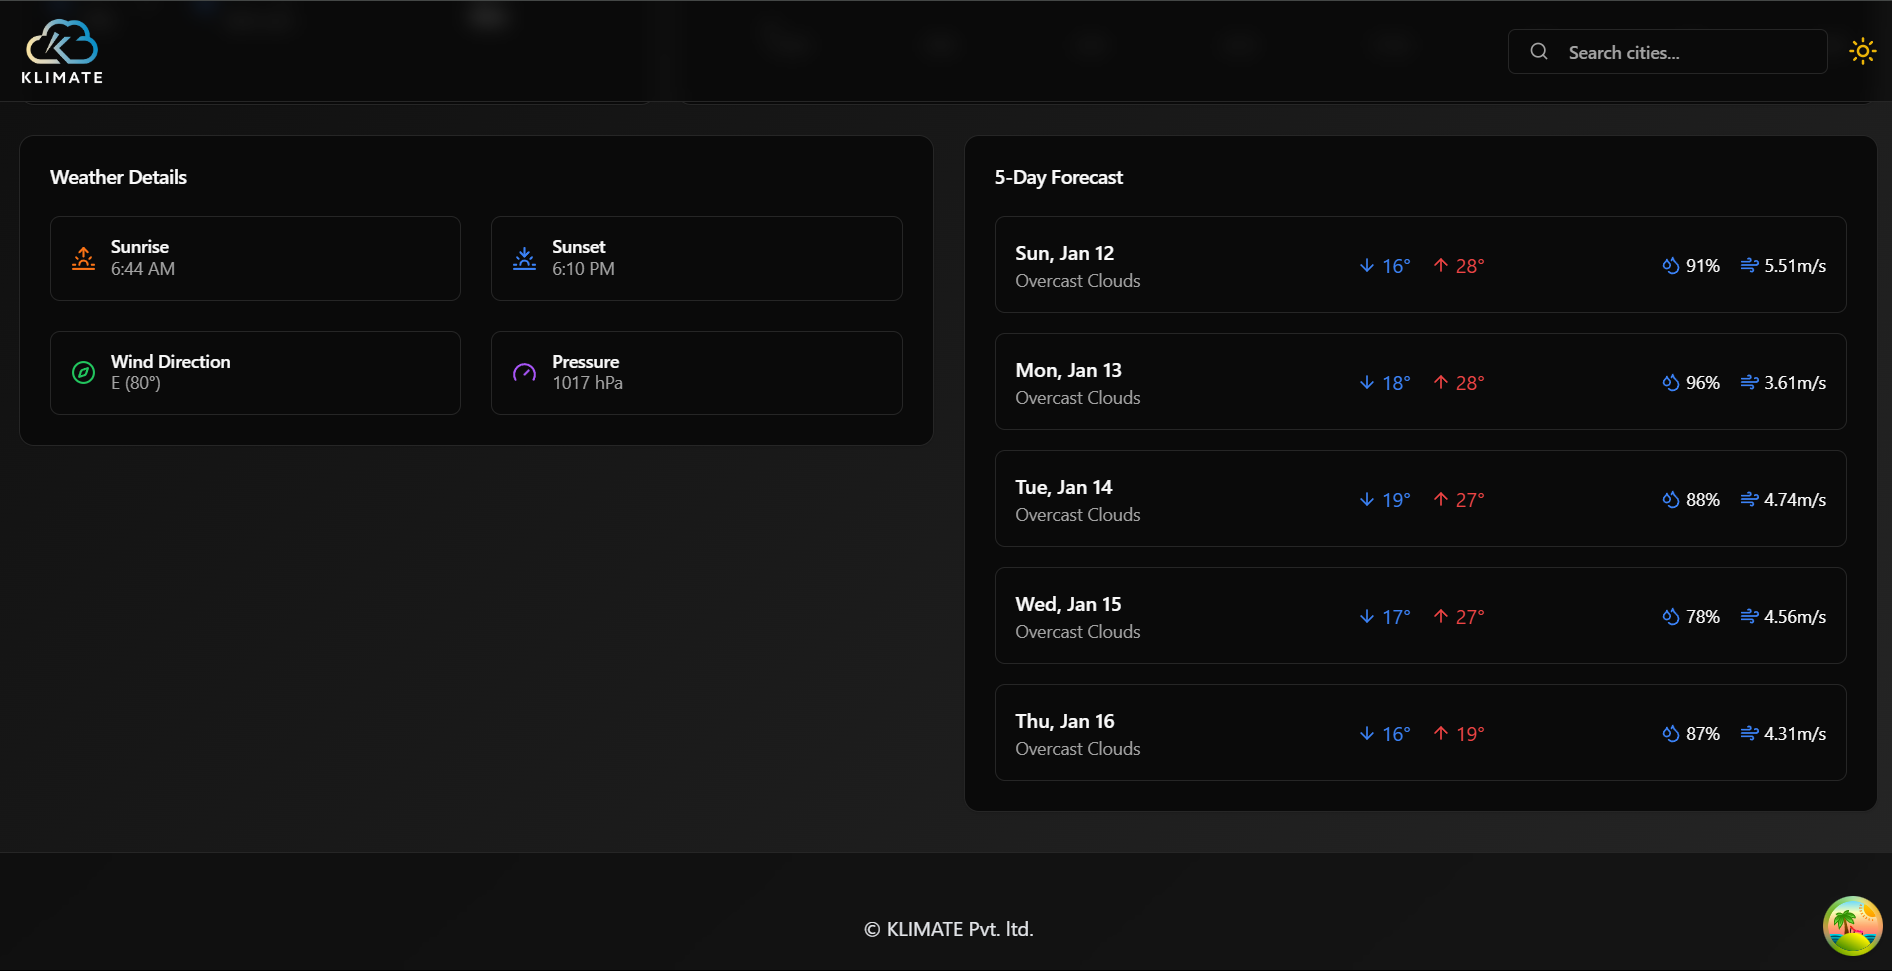 KLIMATE
Search cities...
Weather Details
Sunrise
6:44 AM
Sunset
6:10 PM
Wind Direction
E (80°)
Pressure
1017 hPa
5-Day Forecast
Sun, Jan 12
Overcast Clouds
↓ 16° ↑ 28°
91% 5.51m/s
Mon, Jan 13
Overcast Clouds
↓ 18° ↑ 28°
96% 3.61m/s
Tue, Jan 14
Overcast Clouds
↓ 19° ↑ 27°
88% 4.74m/s
Wed, Jan 15
Overcast Clouds
↓ 17° ↑ 27°
78% 4.56m/s
Thu, Jan 16
Overcast Clouds
↓ 16° ↑ 19°
87% 4.31m/s
© KLIMATE Pvt. ltd.